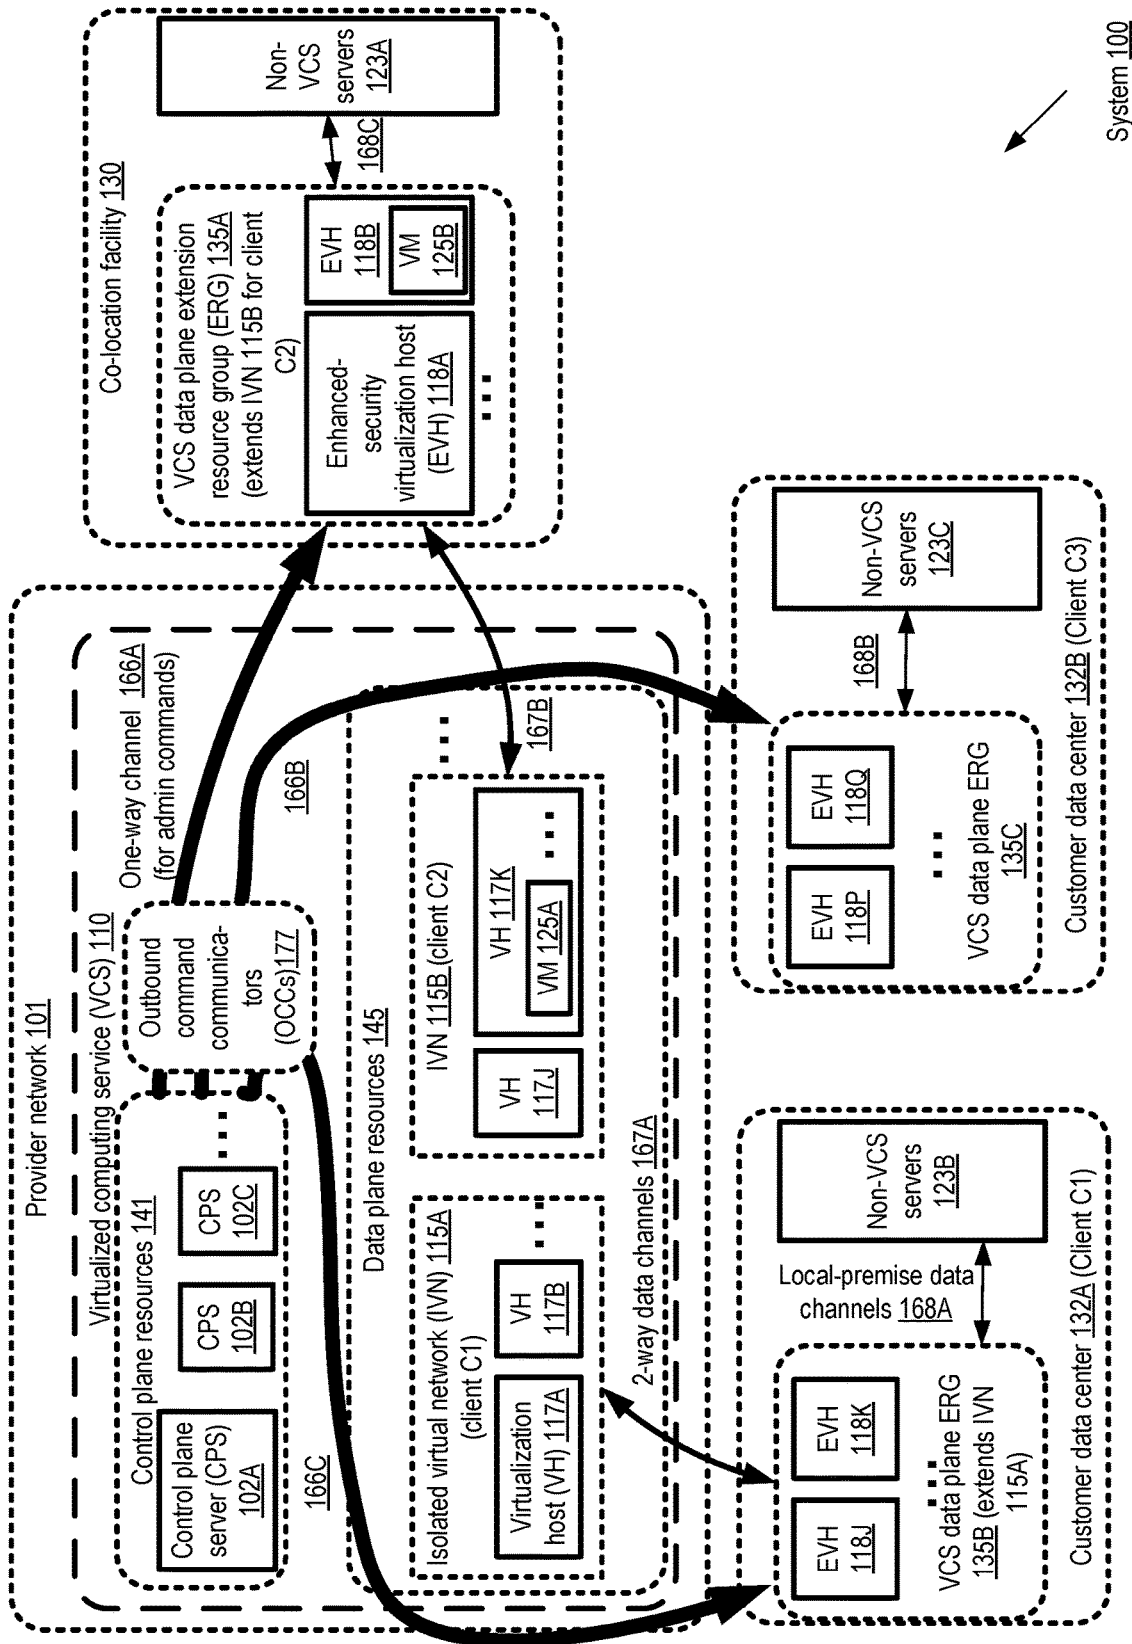 Provider network 101
Virtualized computing service (VCS) 110
Control plane resources 141
Control plane
server (CPS)
102A
CPS
102B
CPS
102C
Outbound
command
communica-
tors
(OCCs)177
One-way channel 166A
(for admin commands)
166B
166C
Data plane resources 145
Isolated virtual network (IVN) 115A
(client C1)
Virtualization
host (VH) 117A
VH
117B
IVN 115B (client C2)
VH
117J
VH 117K
VM 125A
167B
2-way data channels 167A
Co-location facility 130
VCS data plane extension
resource group (ERG) 135A
(extends IVN 115B for client
C2)
Enhanced-
security
virtualization host
(EVH) 118A
EVH
118B
VM
125B
168C
Non-
VCS
servers
123A
EVH
118J
EVH
118K
VCS data plane ERG
135B (extends IVN
115A)
Local-premise data
channels 168A
Non-VCS
servers
123B
Customer data center 132A (Client C1)
EVH
118P
EVH
118Q
VCS data plane ERG
135C
168B
Non-VCS
servers
123C
Customer data center 132B (Client C3)
System 100